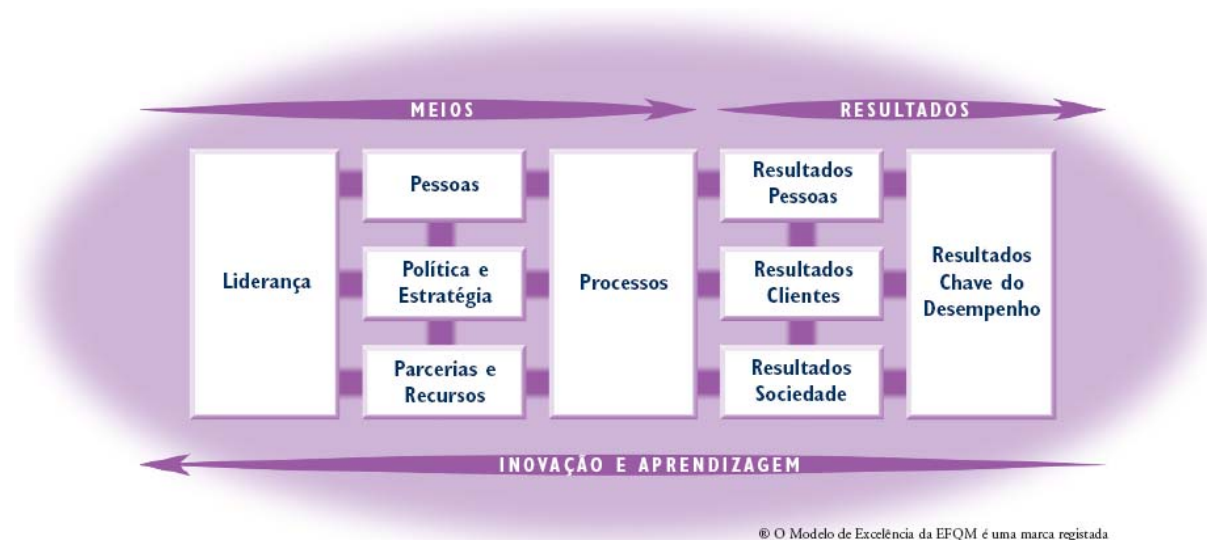 MEIOS
RESULTADOS
Liderança
Pessoas
Política e
Estratégia
Parcerias e
Recursos
Processos
Resultados
Pessoas
Resultados
Clientes
Resultados
Sociedade
Resultados
Chave do
Desempenho
INOVAÇÃO E APRENDIZAGEM
® O Modelo de Excelência da EFQM é uma marca registada